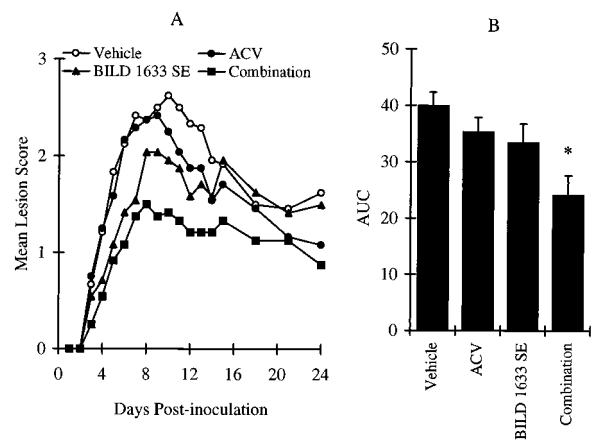 A
Vehicle
ACV
BILD 1633 SE
Combination
3
2
1
0
Mean Lesion Score
0
4
8
12
16
20
24
Days Post-inoculation
B
50
40
30
20
10
0
AUC
*
Vehicle
ACV
BILD 1633 SE
Combination